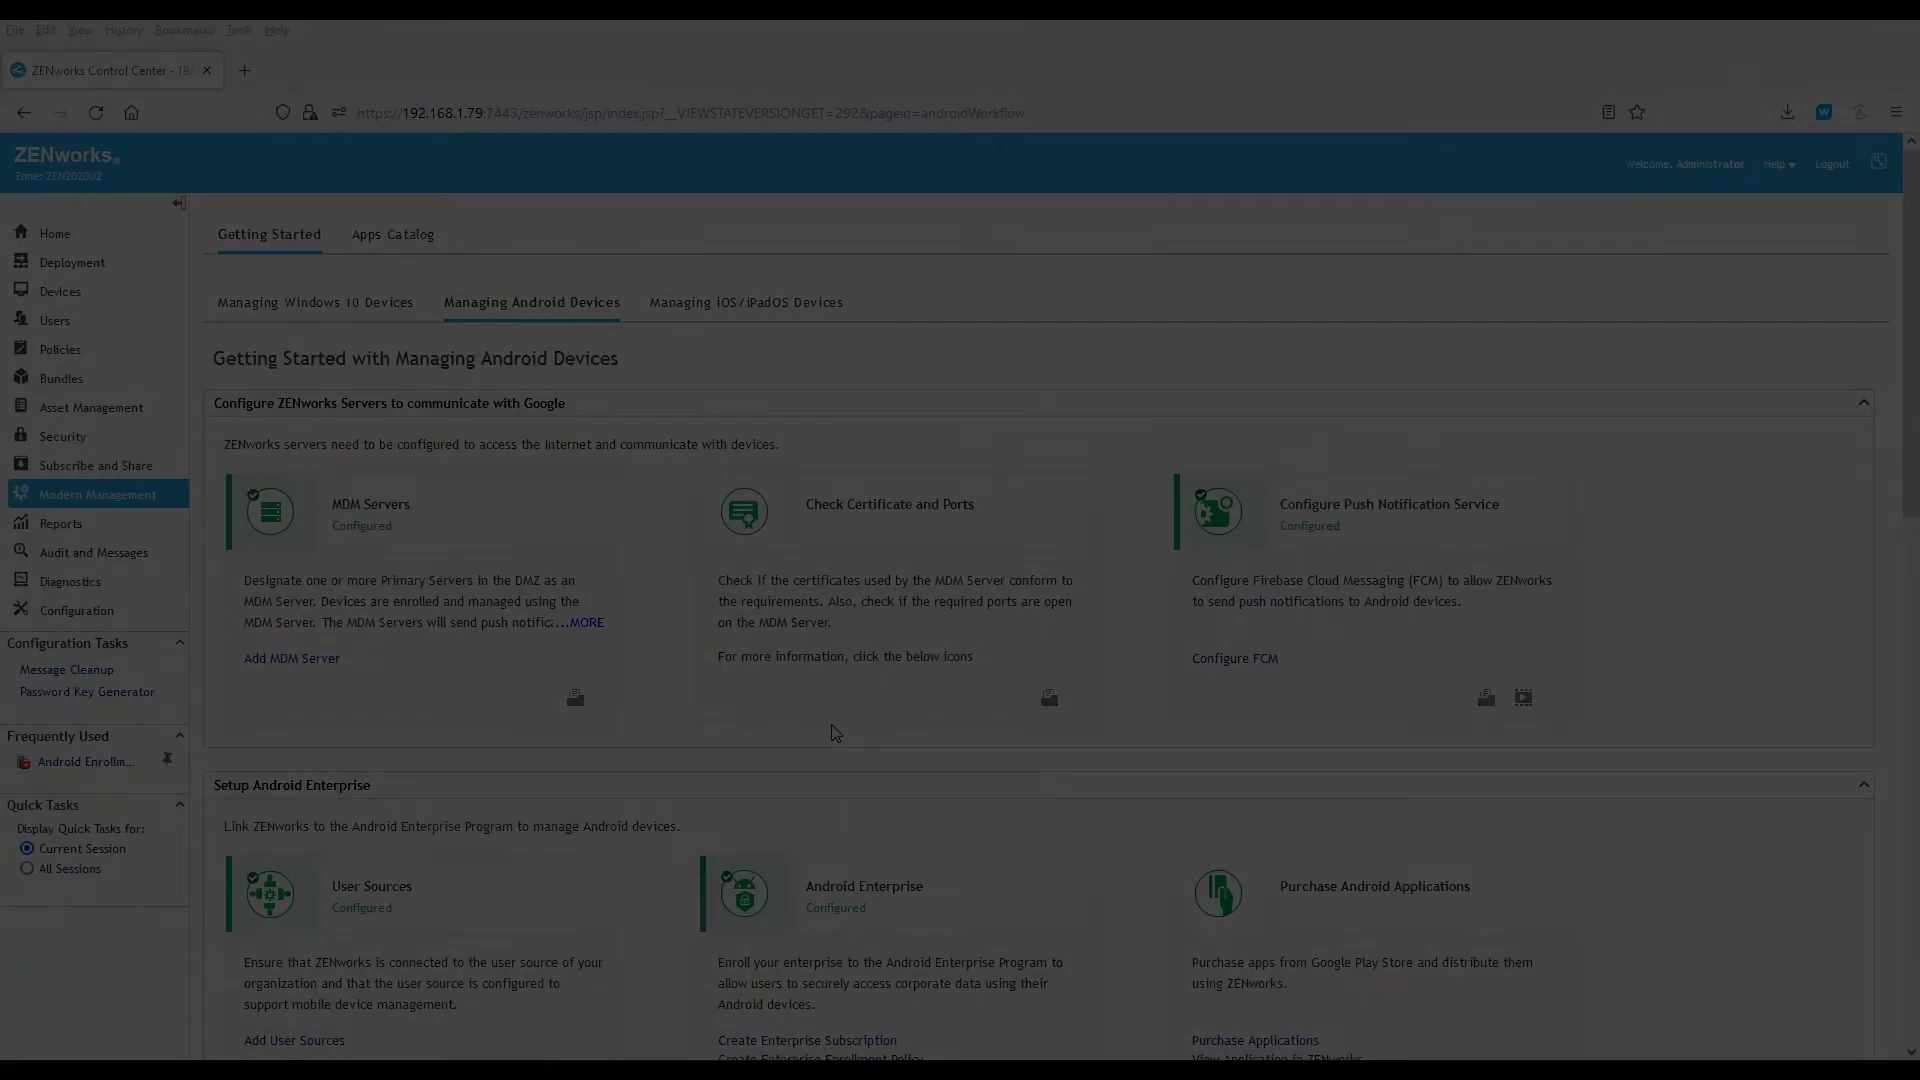 File Edit View History Bookmarks Tools Help
ZENworks Control Center - 192
https://192.168.1.79:7443/zenworks/jsp/index.jsp?__VIEWSTATEVERSIONGET=292&pageid=androidWorkflow
ZENworks®
Zone: ZEN2020U2
Welcome, Administrator Help Logout
Home
Deployment
Devices
Users
Policies
Bundles
Asset Management
Security
Subscribe and Share
Modern Management
Reports
Audit and Messages
Diagnostics
Configuration
Configuration Tasks
Message Cleanup
Password Key Generator
Frequently Used
Android Enrollm...
Quick Tasks
Display Quick Tasks for:
Current Session
All Sessions
Getting Started Apps Catalog
Managing Windows 10 Devices Managing Android Devices Managing iOS/iPadOS Devices
Getting Started with Managing Android Devices
Configure ZENworks Servers to communicate with Google
ZENworks servers need to be configured to access the Internet and communicate with devices.
MDM Servers
Configured
Designate one or more Primary Servers in the DMZ as an
MDM Server. Devices are enrolled and managed using the
MDM Server. The MDM Servers will send push notifica...MORE
Add MDM Server
Check Certificate and Ports
Check if the certificates used by the MDM Server conform to
the requirements. Also, check if the required ports are open
on the MDM Server.
For more information, click the below icons
Configure Push Notification Service
Configured
Configure Firebase Cloud Messaging (FCM) to allow ZENworks
to send push notifications to Android devices.
Configure FCM
Setup Android Enterprise
Link ZENworks to the Android Enterprise Program to manage Android devices.
User Sources
Configured
Ensure that ZENworks is connected to the user source of your
organization and that the user source is configured to
support mobile device management.
Add User Sources
Android Enterprise
Configured
Enroll your enterprise to the Android Enterprise Program to
allow users to securely access corporate data using their
Android devices.
Create Enterprise Subscription
Create Enterprise Enrollment Policy
Purchase Android Applications
Purchase apps from Google Play Store and distribute them
using ZENworks.
Purchase Applications
View Application in ZENworks